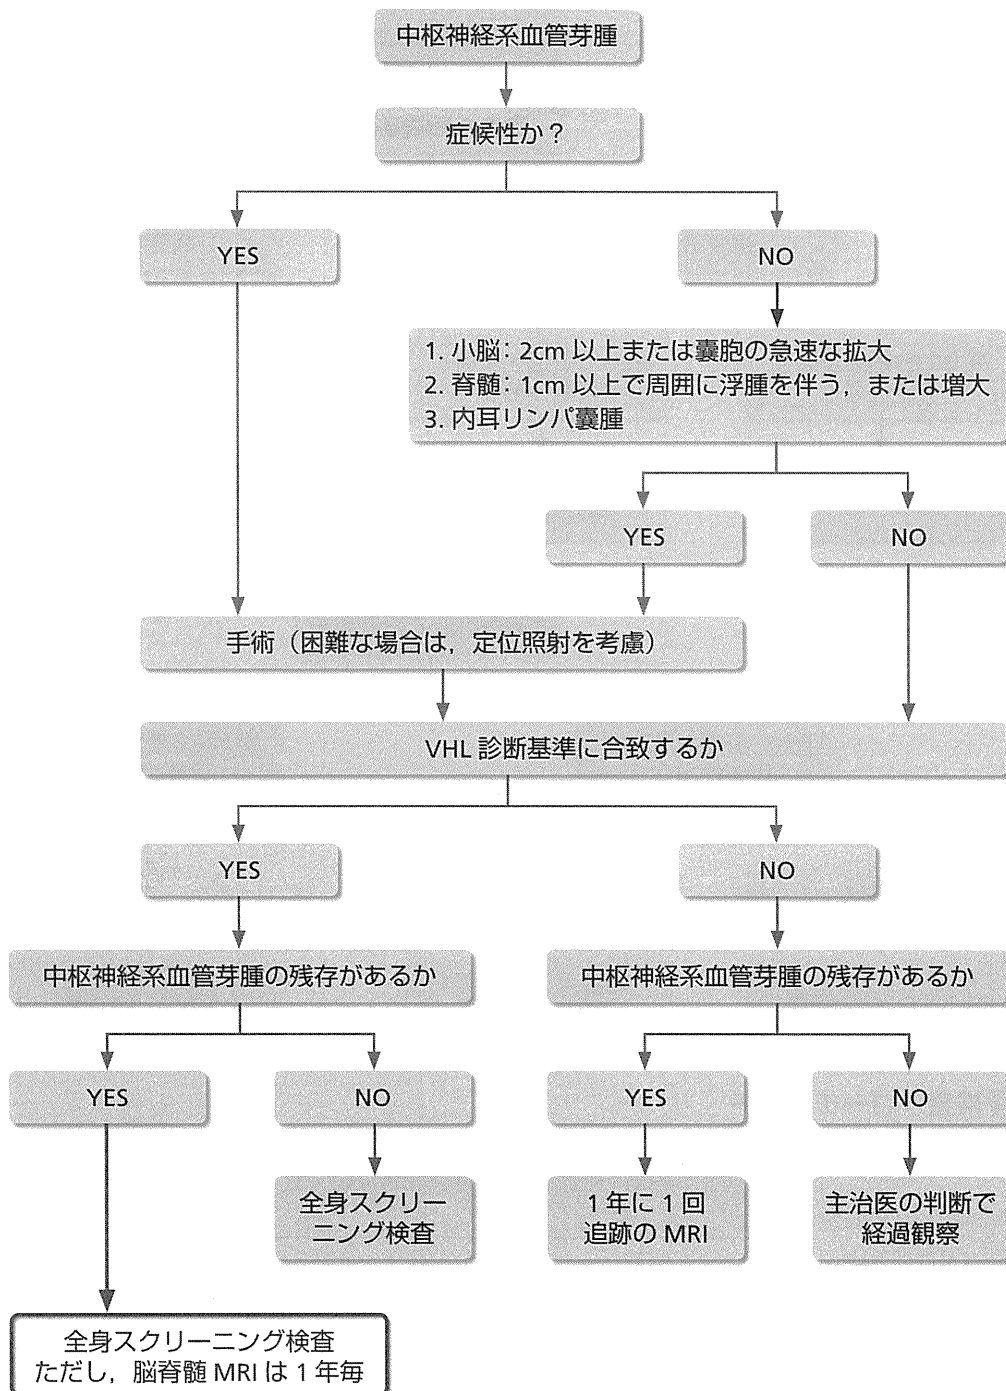 中枢神経系血管芽腫
症候性か？
YES
NO
1. 小脳：2cm 以上または嚢胞の急速な拡大
2. 脊髄：1cm 以上で周囲に浮腫を伴う，または増大
3. 内耳リンパ嚢腫
YES
NO
手術（困難な場合は，定位照射を考慮）
VHL 診断基準に合致するか
YES
NO
中枢神経系血管芽腫の残存があるか
中枢神経系血管芽腫の残存があるか
YES
NO
YES
NO
全身スクリー
ニング検査
1 年に 1 回
追跡の MRI
主治医の判断で
経過観察
全身スクリーニング検査
ただし，脳脊髄 MRI は 1 年毎